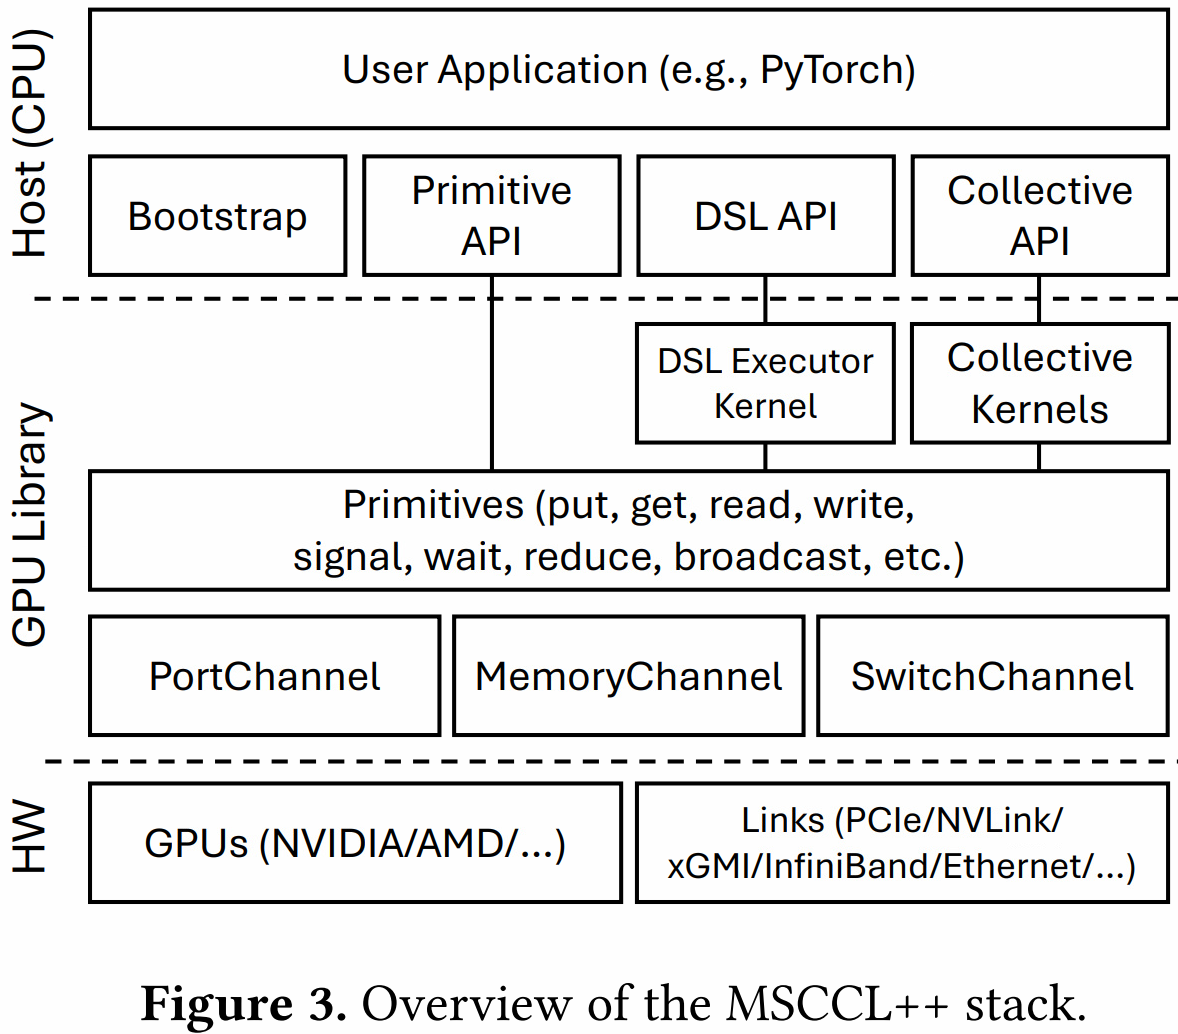 Host (CPU)
User Application (e.g., PyTorch)
Bootstrap
Primitive
API
DSL API
Collective
API
GPU Library
DSL Executor
Kernel
Collective
Kernels
Primitives (put, get, read, write,
signal, wait, reduce, broadcast, etc.)
PortChannel
MemoryChannel
SwitchChannel
HW
GPUs (NVIDIA/AMD/...)
Links (PCIe/NVLink/
xGMI/InfiniBand/Ethernet/...)
Figure 3. Overview of the MSCCL++ stack.